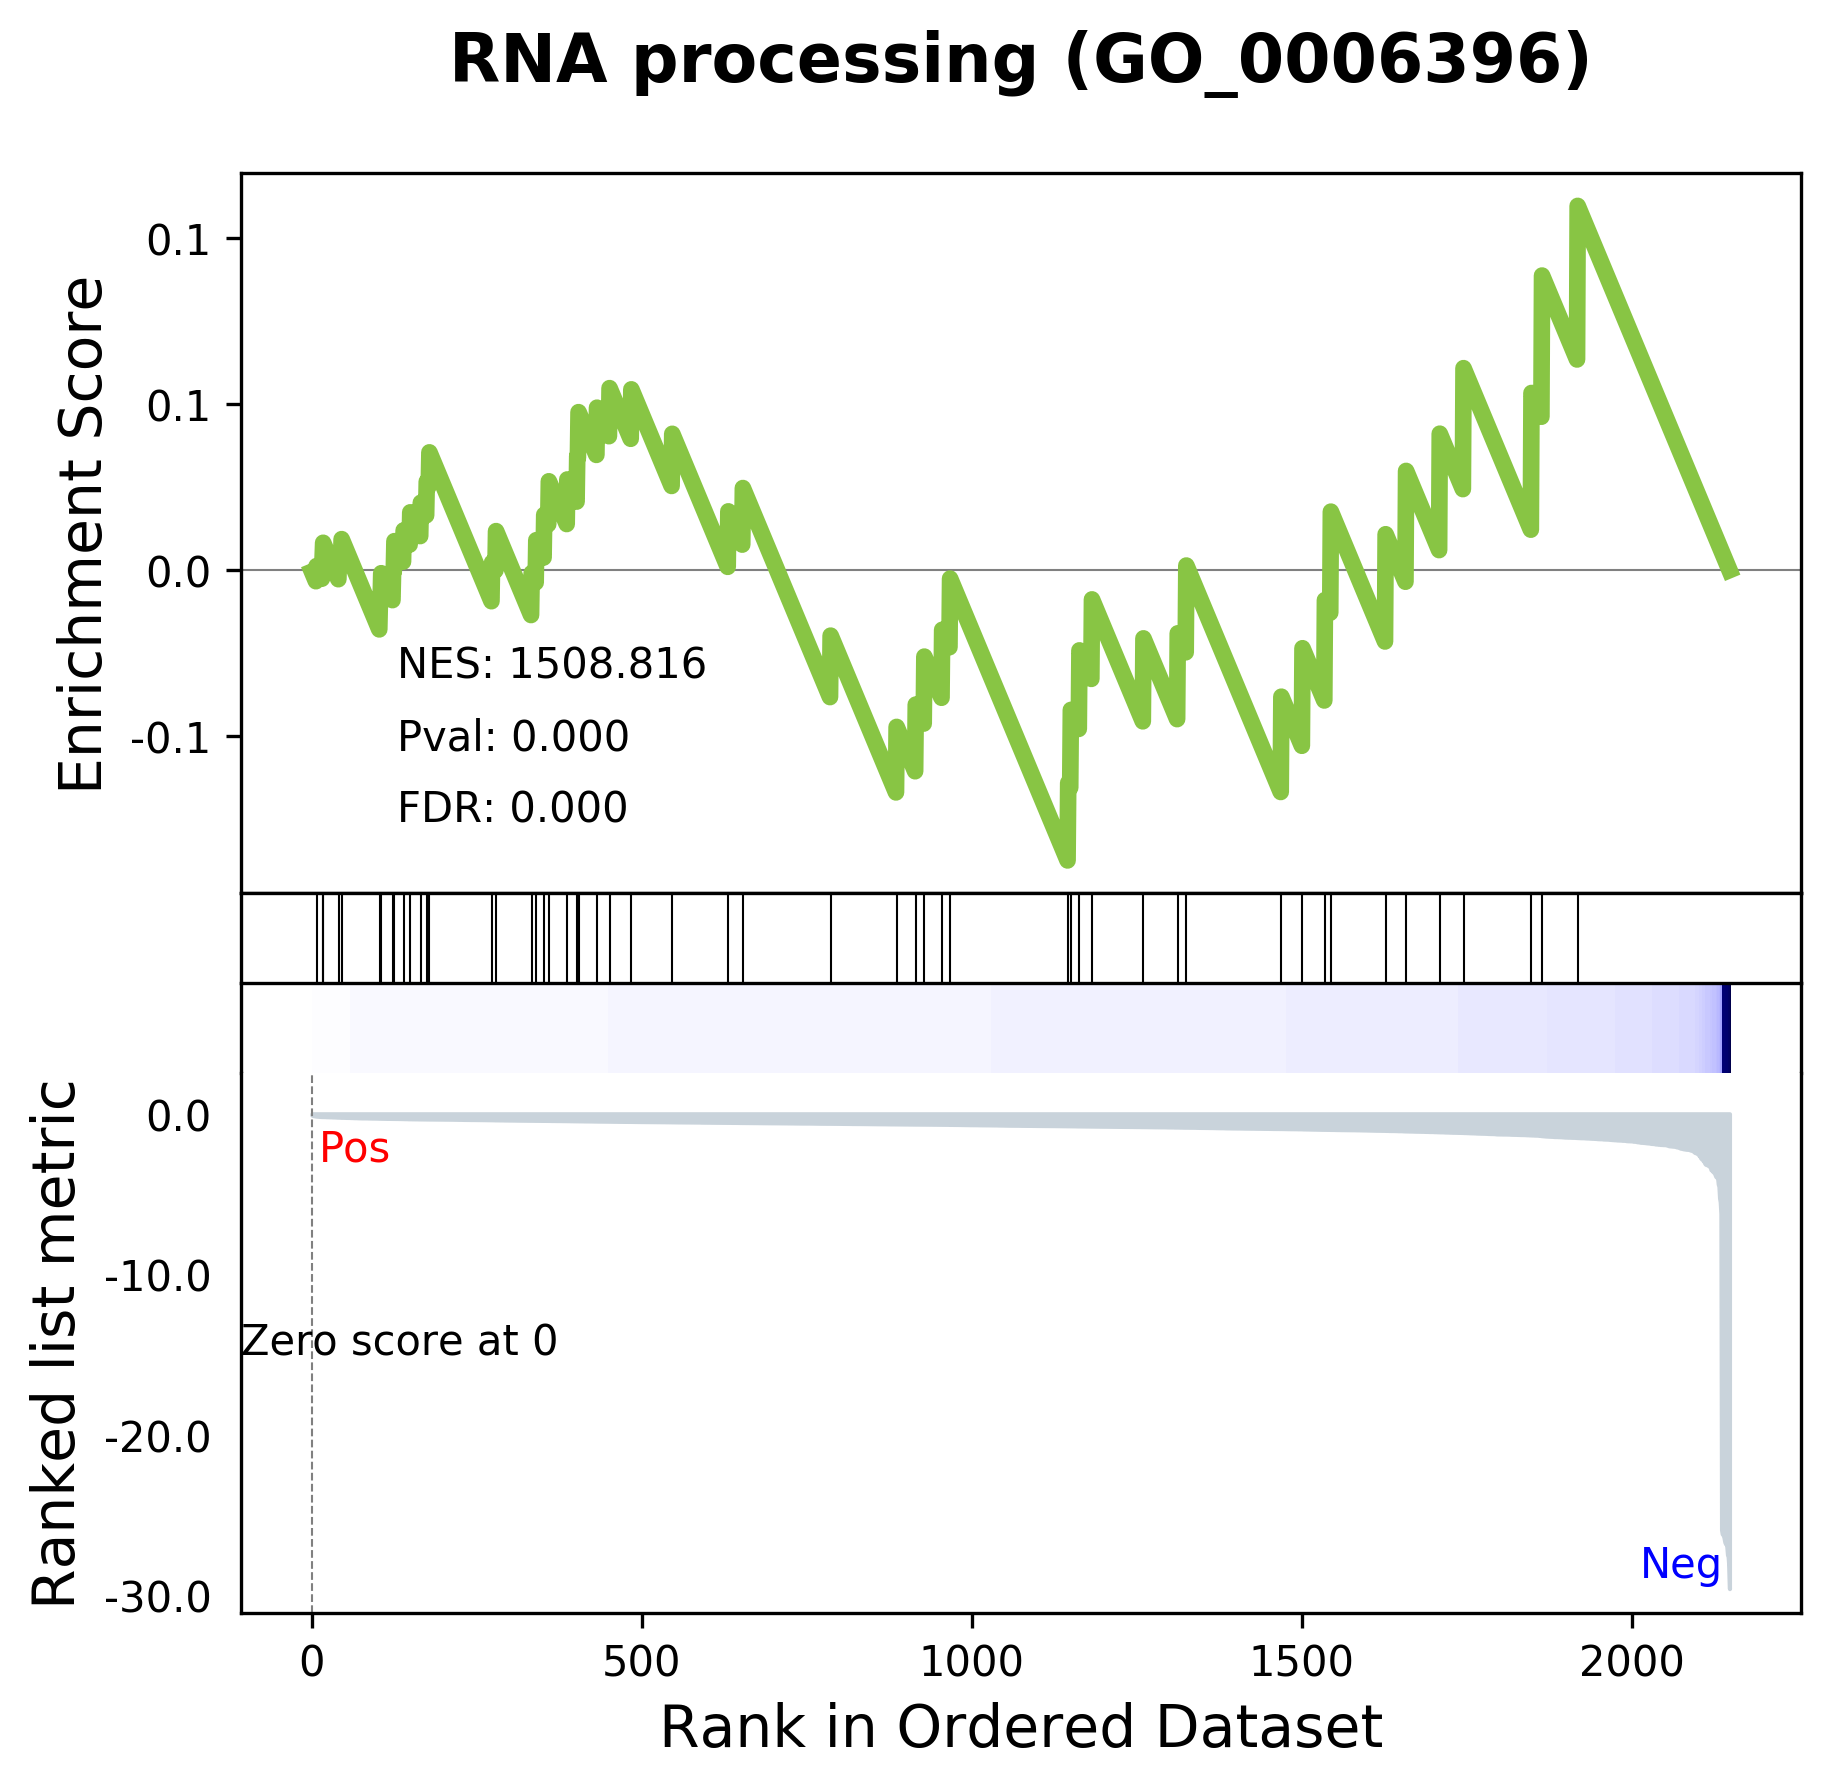 RNA processing (GO_0006396)
Enrichment Score
0.1
0.1
0.0
-0.1
NES: 1508.816
Pval: 0.000
FDR: 0.000
Ranked list metric
0.0
-10.0
-20.0
-30.0
Pos
Zero score at 0
Neg
0 500 1000 1500 2000
Rank in Ordered Dataset